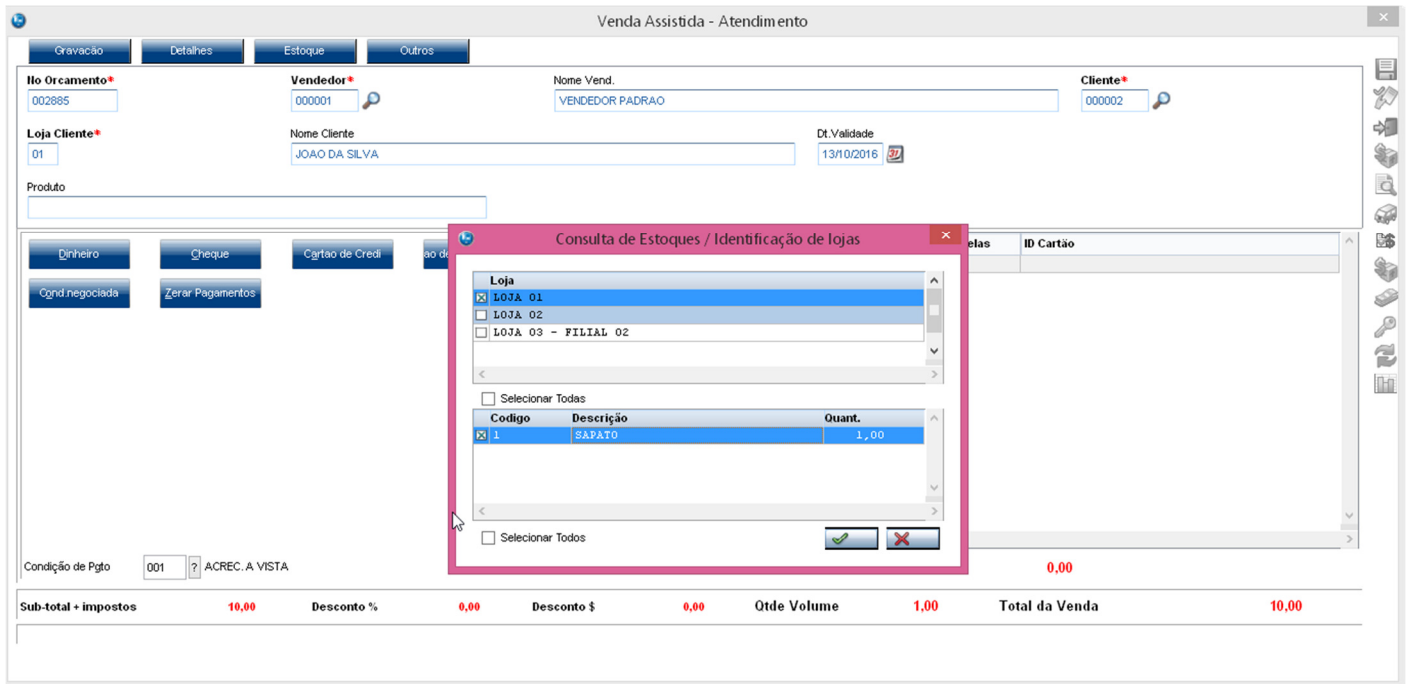 Venda Assistida - Atendimento
Gravacão Detalhes Estoque Outros
No Orcamento* Vendedor* Nome Vend. Cliente*
002885 000001 VENDEDOR PADRAO 000002
Loja Cliente* Nome Cliente Dt.Validade
01 JOAO DA SILVA 13/10/2016 31
Produto
Consulta de Estoques / Identificação de lojas
Dinheiro Cheque Cartao de Credi ao de elas ID Cartão
Cond.negociada Zerar Pagamentos
Loja
LOJA 01
LOJA 02
LOJA 03 - FILIAL 02
Selecionar Todas
Codigo Descrição Quant.
1 SAPATO 1,00
Selecionar Todos
Condição de Pgto 001 ? ACREC. A VISTA 0,00
Sub-total + impostos 10,00 Desconto % 0,00 Desconto $ 0,00 Qtde Volume 1,00 Total da Venda 10,00